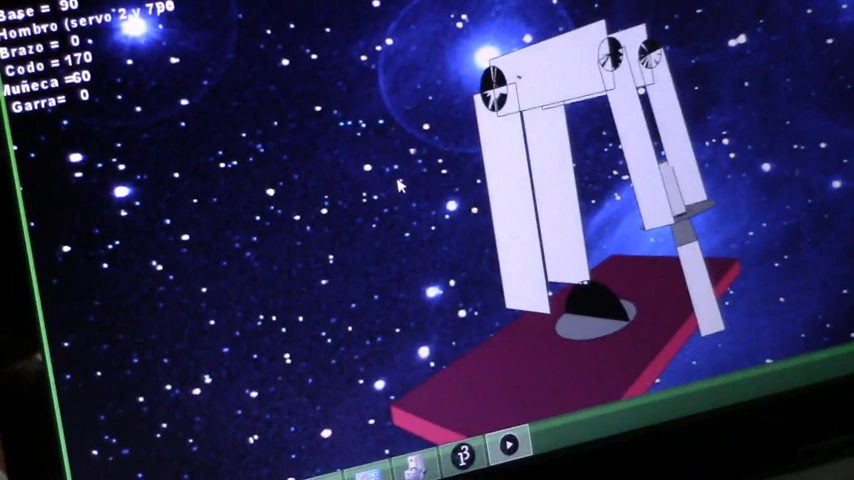 Base = 90
Hombro (servo 2 y 7)
Brazo = 0
Codo = 170
Muñeca =60
Garra= 0